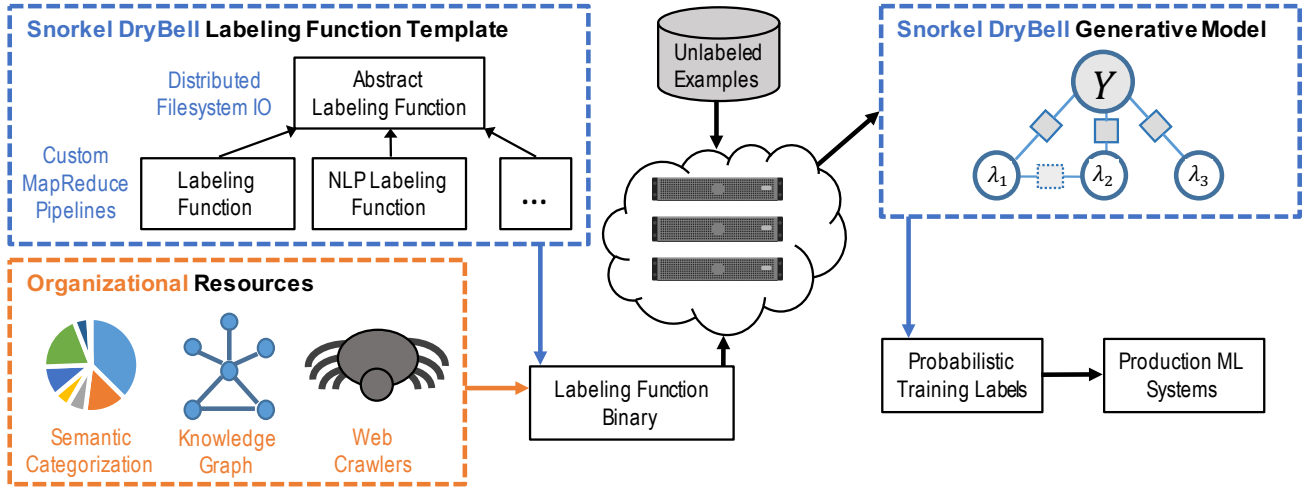 Snorkel DryBell Labeling Function Template
Distributed
Filesystem IO
Abstract
Labeling Function
Custom
MapReduce
Pipelines
Labeling
Function
NLP Labeling
Function
...
Organizational Resources
Semantic
Categorization
Knowledge
Graph
Web
Crawlers
Unlabeled
Examples
Labeling Function
Binary
Snorkel DryBell Generative Model
Y
λ1
λ2
λ3
Probabilistic
Training Labels
Production ML
Systems